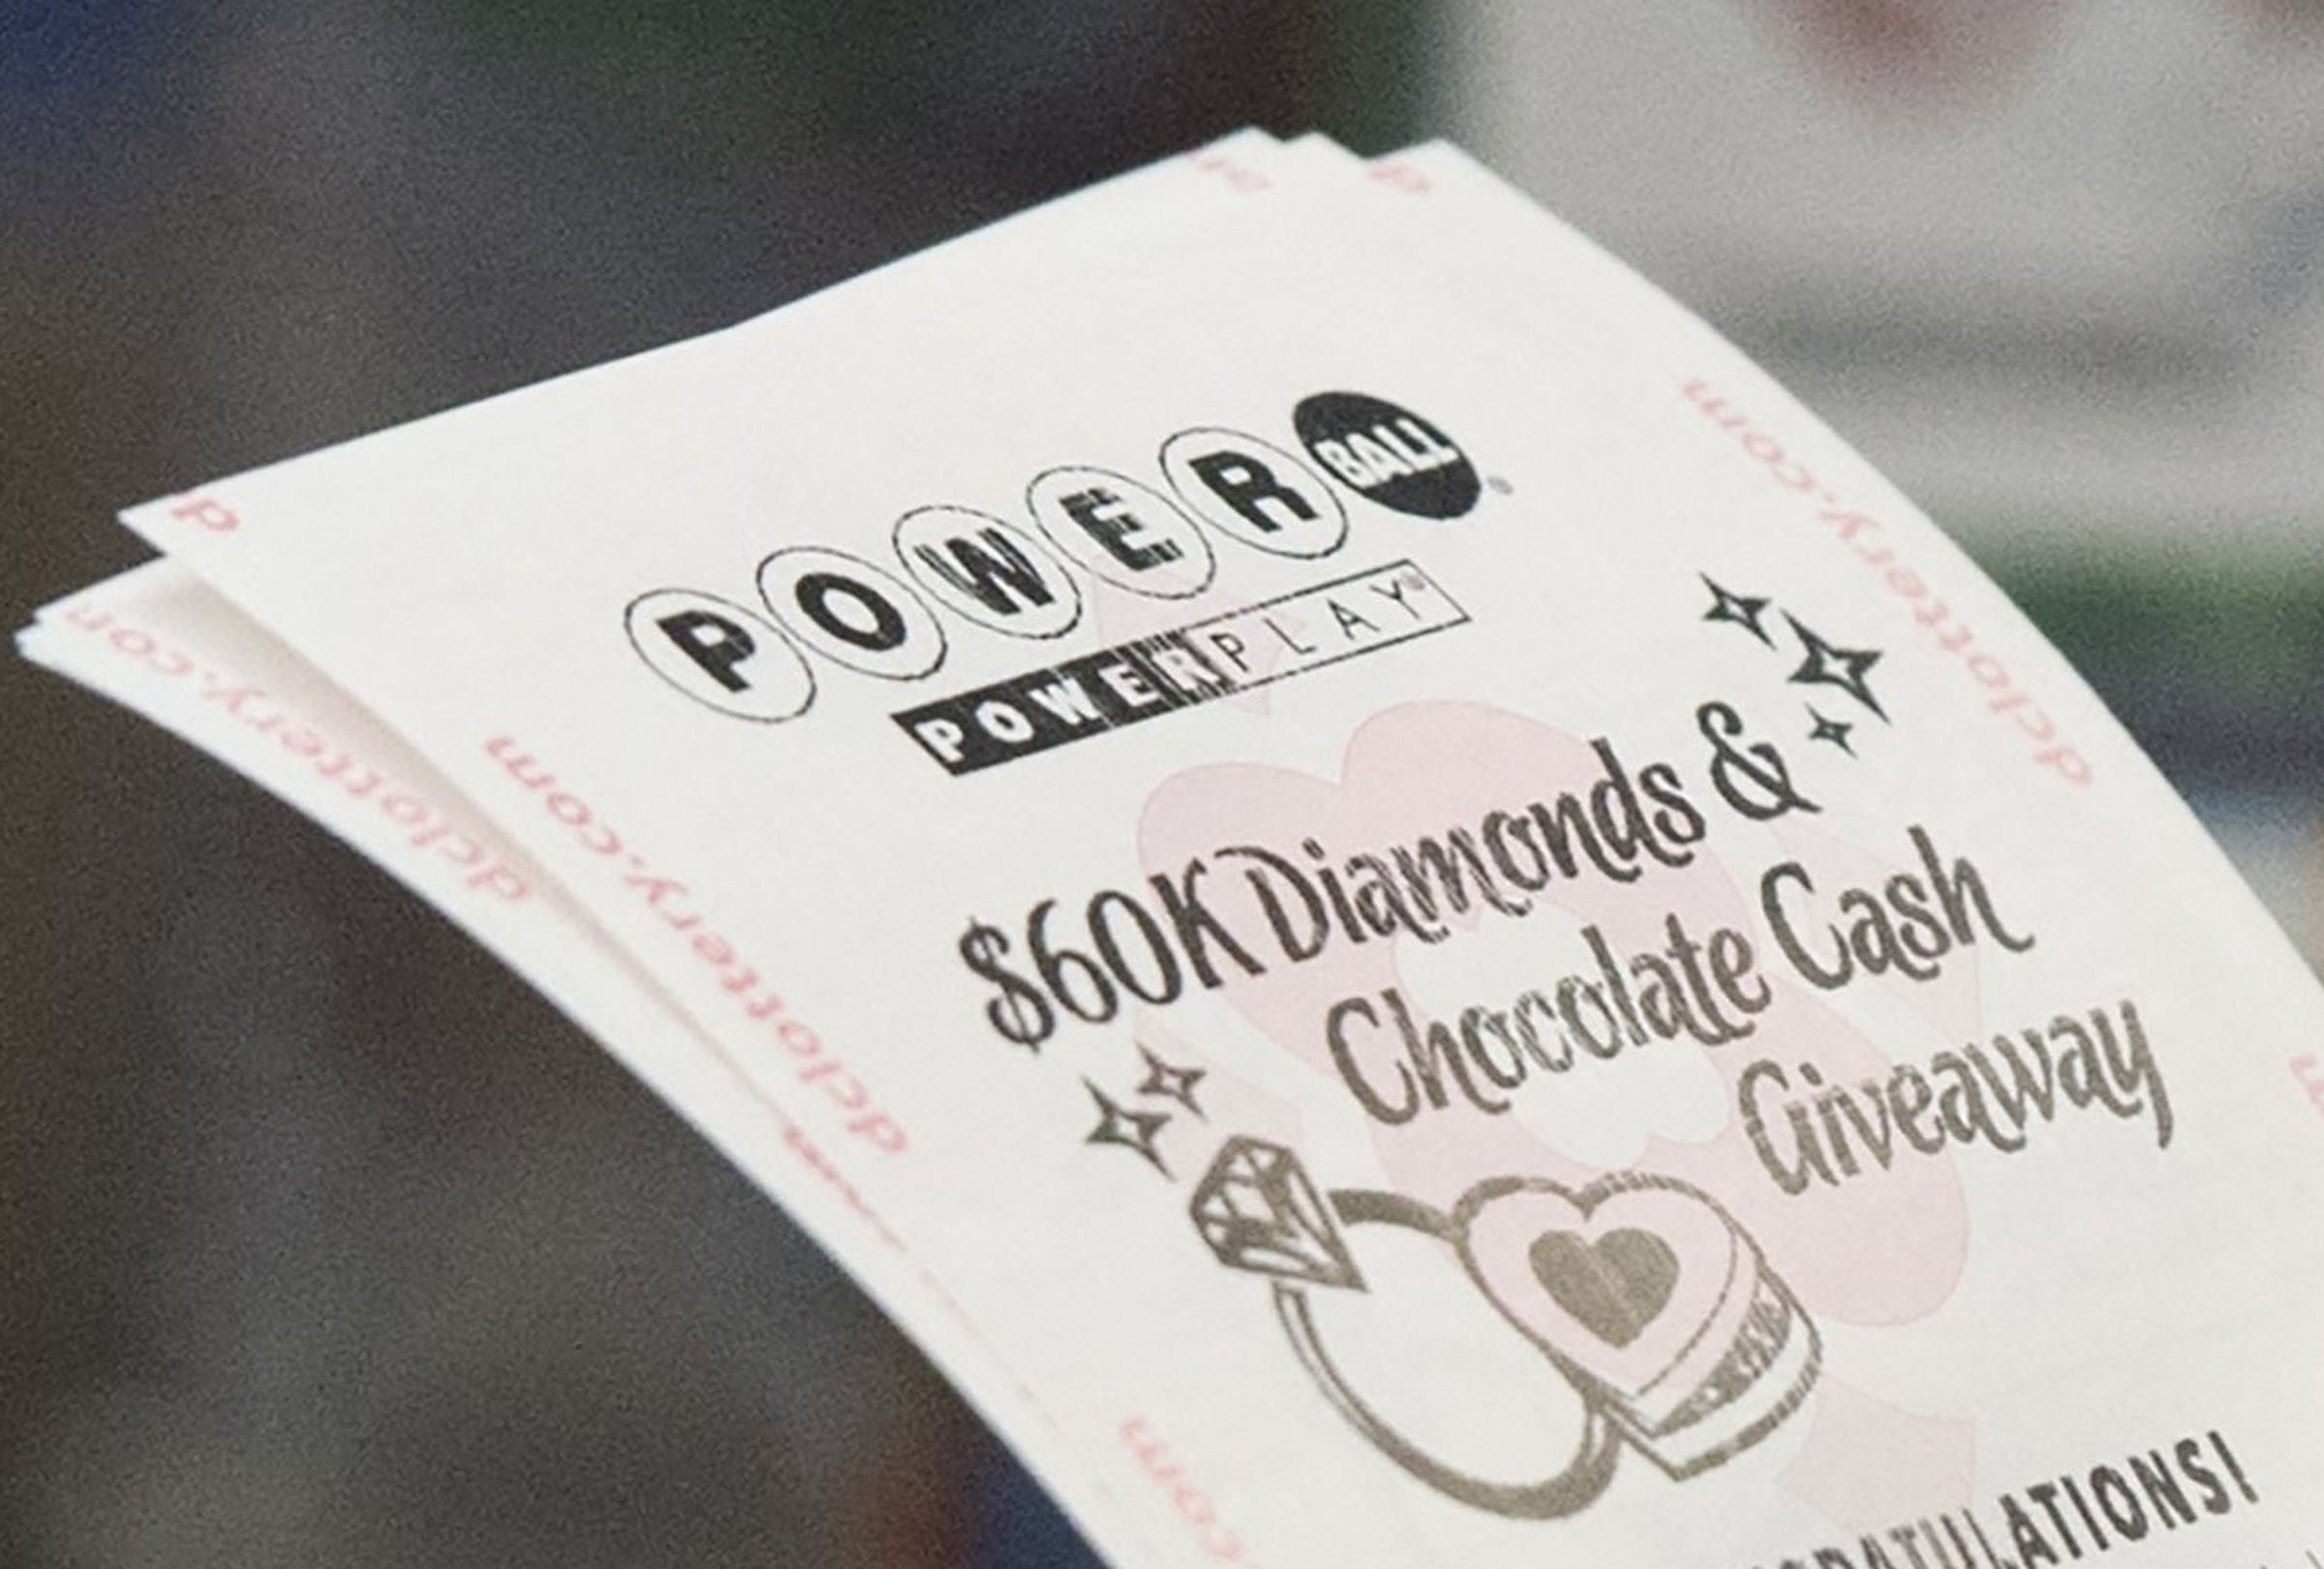 POWERBALL
POWERPLAY®
$60K Diamonds &
Chocolate Cash
Giveaway
dclottery.com
dclottery.com
dclottery.com